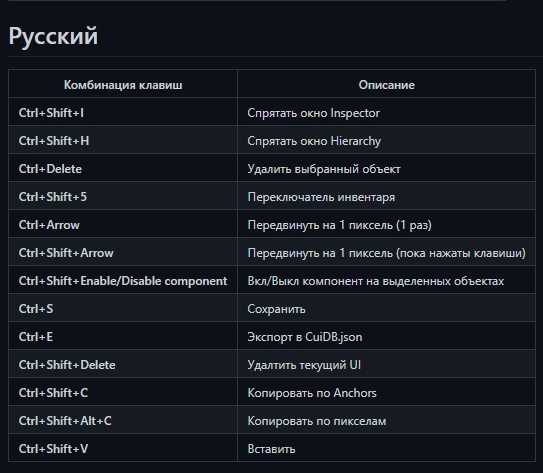 Русский
Комбинация клавиш Описание
Ctrl+Shift+I Спрятать окно Inspector
Ctrl+Shift+H Спрятать окно Hierarchy
Ctrl+Delete Удалить выбранный объект
Ctrl+Shift+5 Переключатель инвентаря
Ctrl+Arrow Передвинуть на 1 пиксель (1 раз)
Ctrl+Shift+Arrow Передвинуть на 1 пиксель (пока нажаты клавиши)
Ctrl+Shift+Enable/Disable component Вкл/Выкл компонент на выделенных объектах
Ctrl+S Сохранить
Ctrl+E Экспорт в CuiDB.json
Ctrl+Shift+Delete Удалтить текущий UI
Ctrl+Shift+C Копировать по Anchors
Ctrl+Shift+Alt+C Копировать по пикселам
Ctrl+Shift+V Вставить